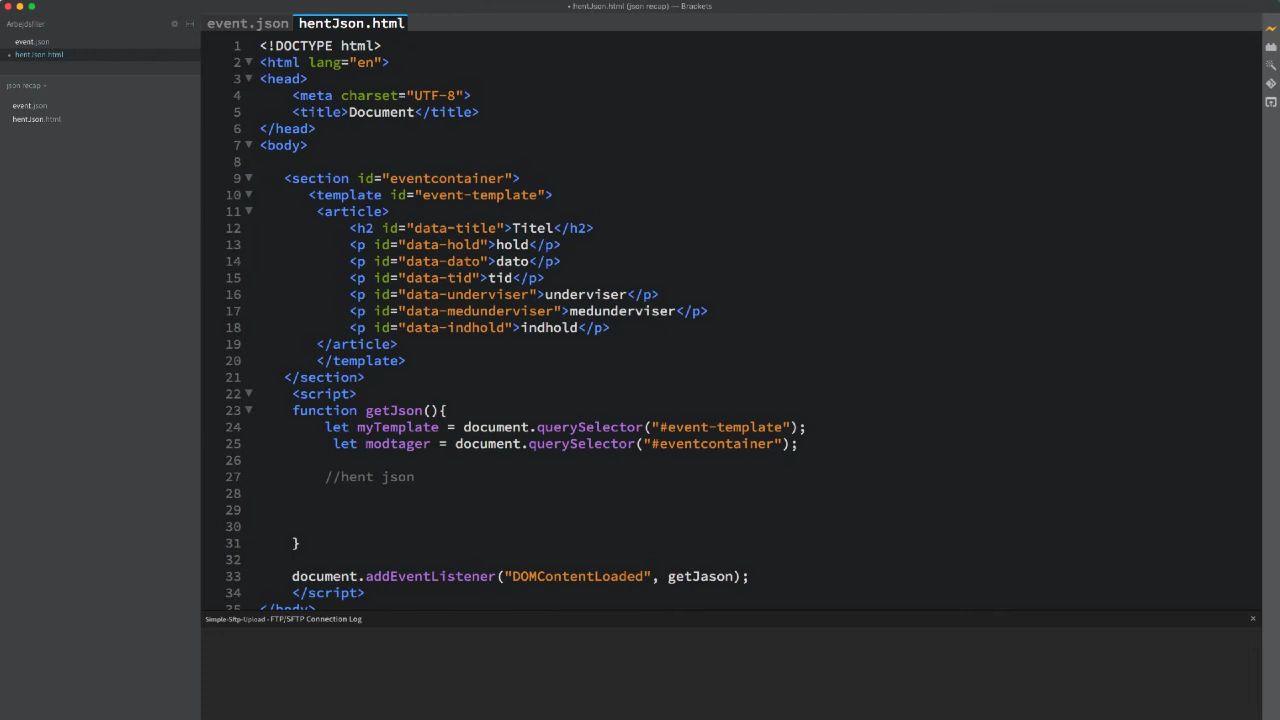 • hentJson.html (json recap) — Brackets
Arbejdsfiler
event.json
• hentJson.html
json recap
event.json
hentJson.html
event.json hentJson.html
1 <!DOCTYPE html>
2 <html lang="en">
3 <head>
4 <meta charset="UTF-8">
5 <title>Document</title>
6 </head>
7 <body>
8
9 <section id="eventcontainer">
10 <template id="event-template">
11 <article>
12 <h2 id="data-title">Titel</h2>
13 <p id="data-hold">hold</p>
14 <p id="data-dato">dato</p>
15 <p id="data-tid">tid</p>
16 <p id="data-underviser">underviser</p>
17 <p id="data-medunderviser">medunderviser</p>
18 <p id="data-indhold">indhold</p>
19 </article>
20 </template>
21 </section>
22 <script>
23 function getJson(){
24 let myTemplate = document.querySelector("#event-template");
25 let modtager = document.querySelector("#eventcontainer");
26
27 //hent json
28
29
30
31 }
32
33 document.addEventListener("DOMContentLoaded", getJason);
34 </script>
35 </body>
Simple-Sftp-Upload - FTP/SFTP Connection Log
×